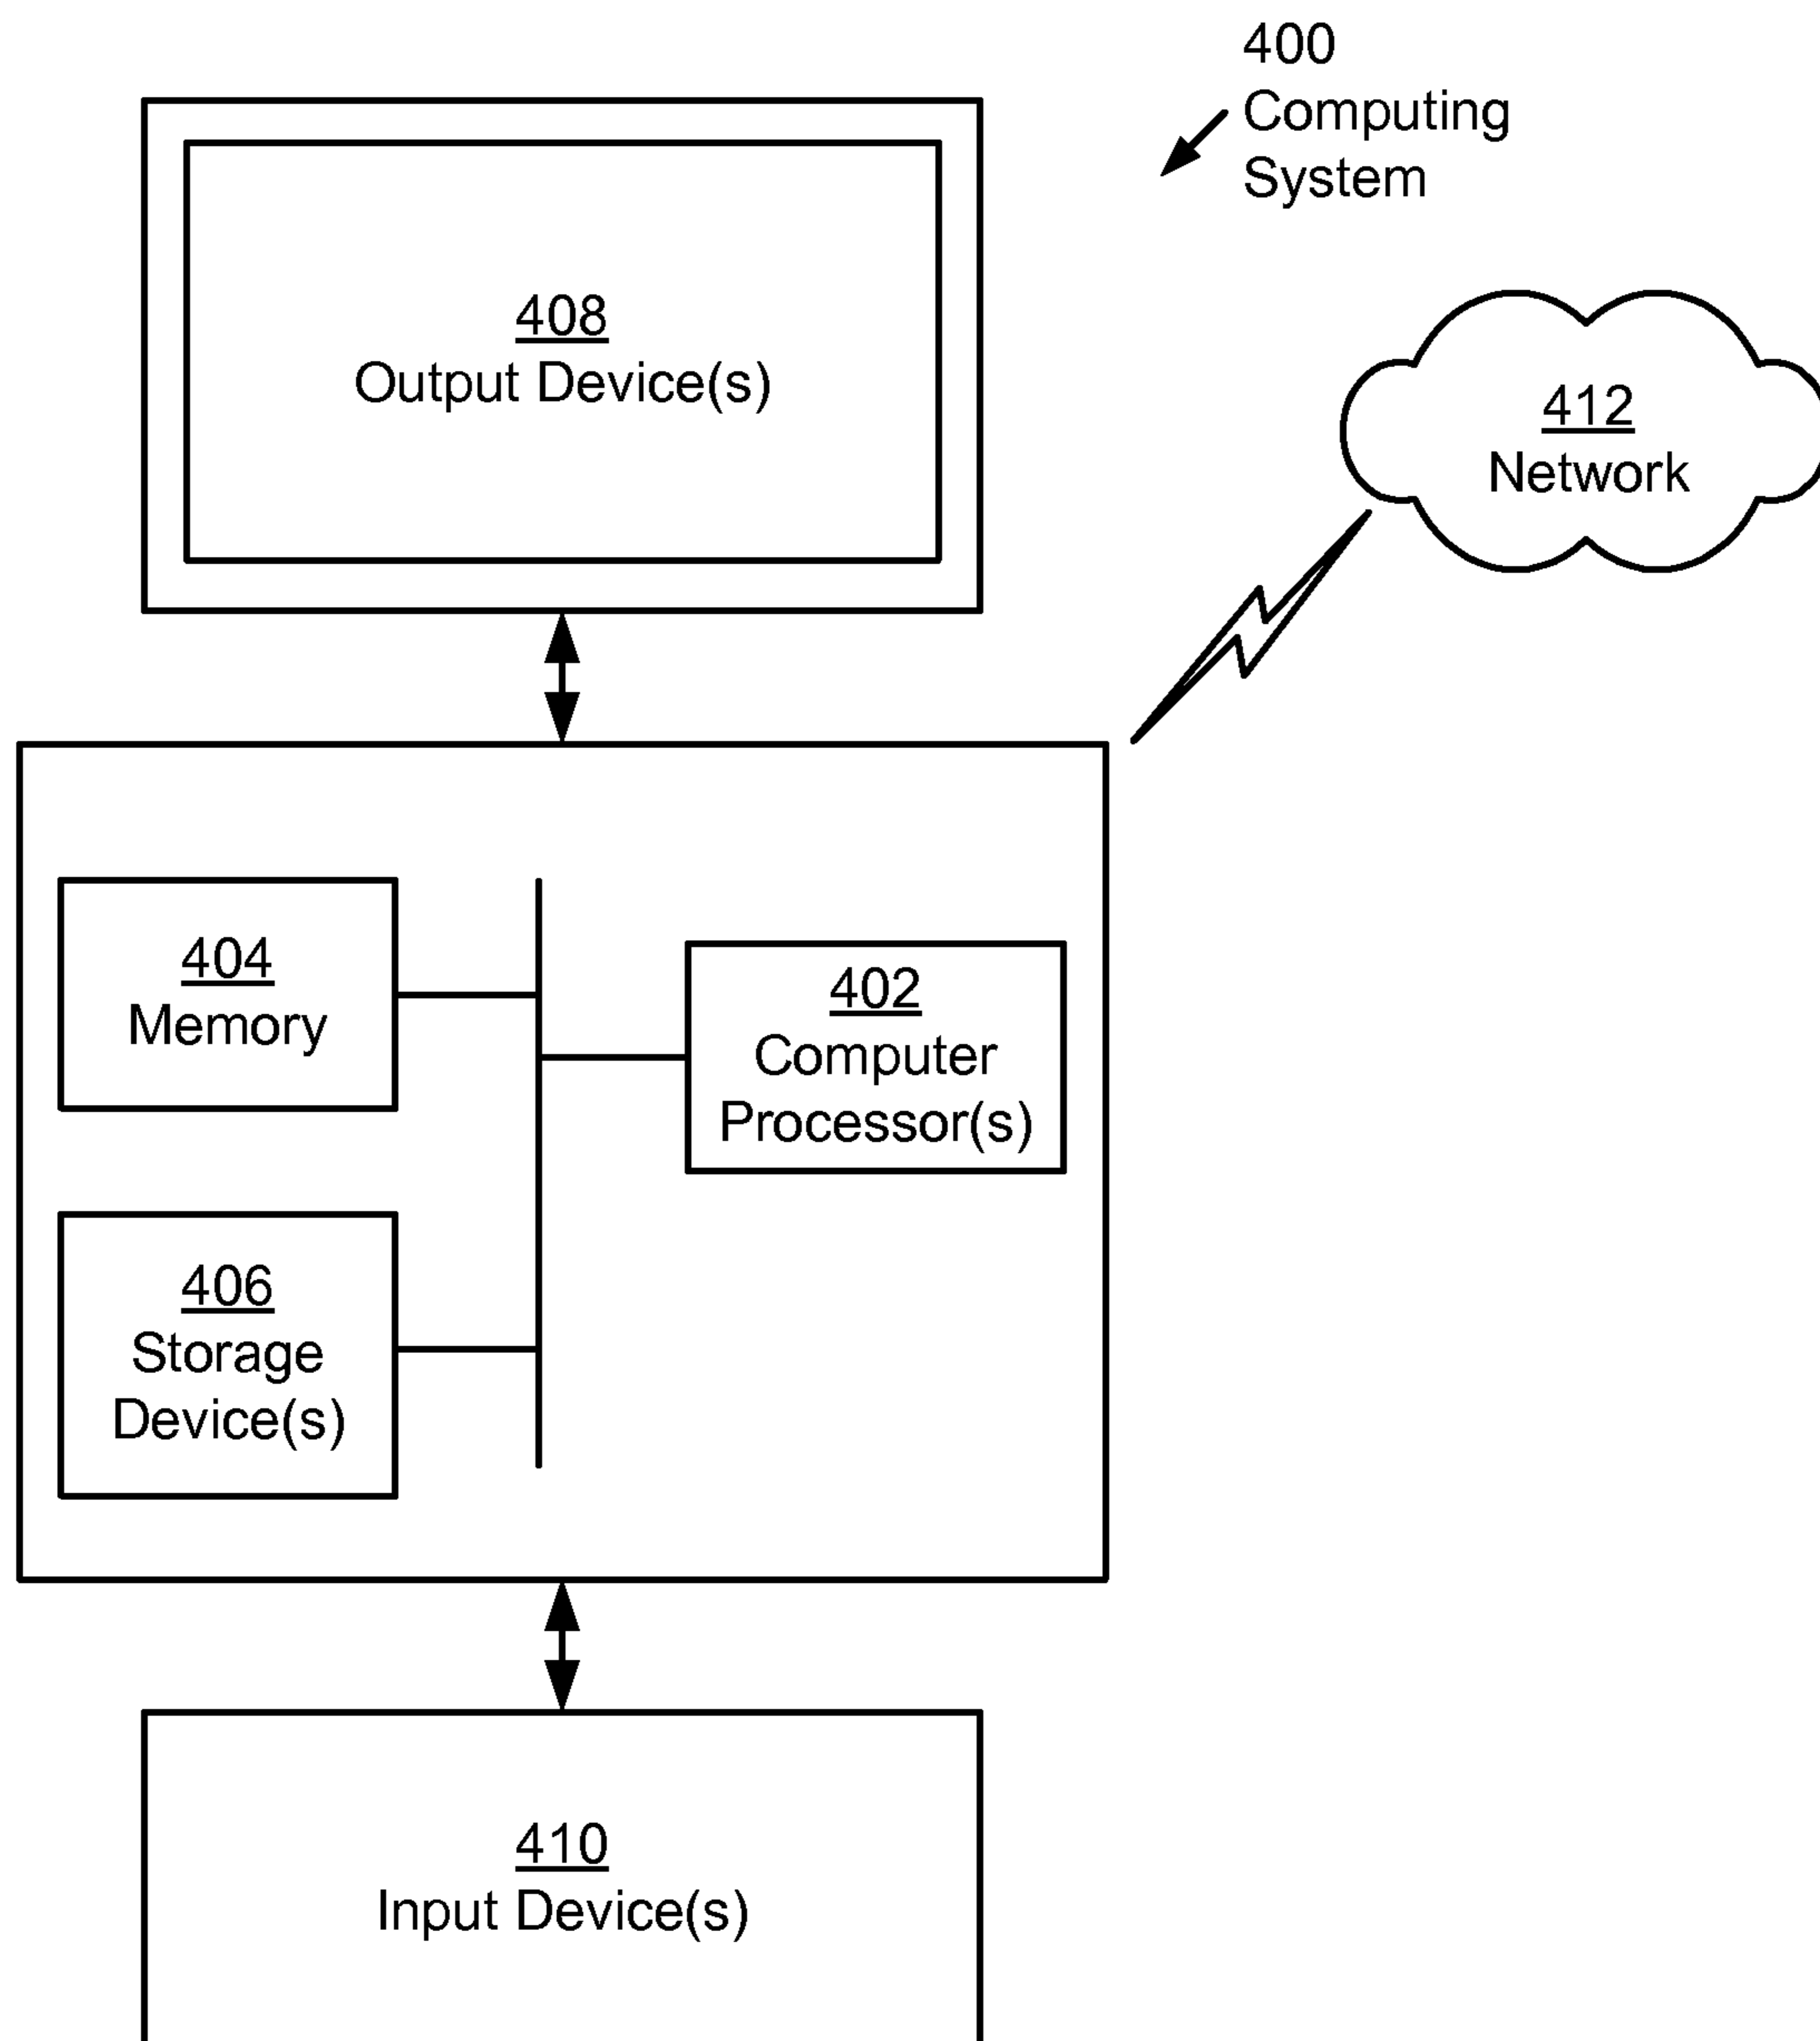 400
Computing
System
408
Output Device(s)
412
Network
404
Memory
402
Computer
Processor(s)
406
Storage
Device(s)
410
Input Device(s)